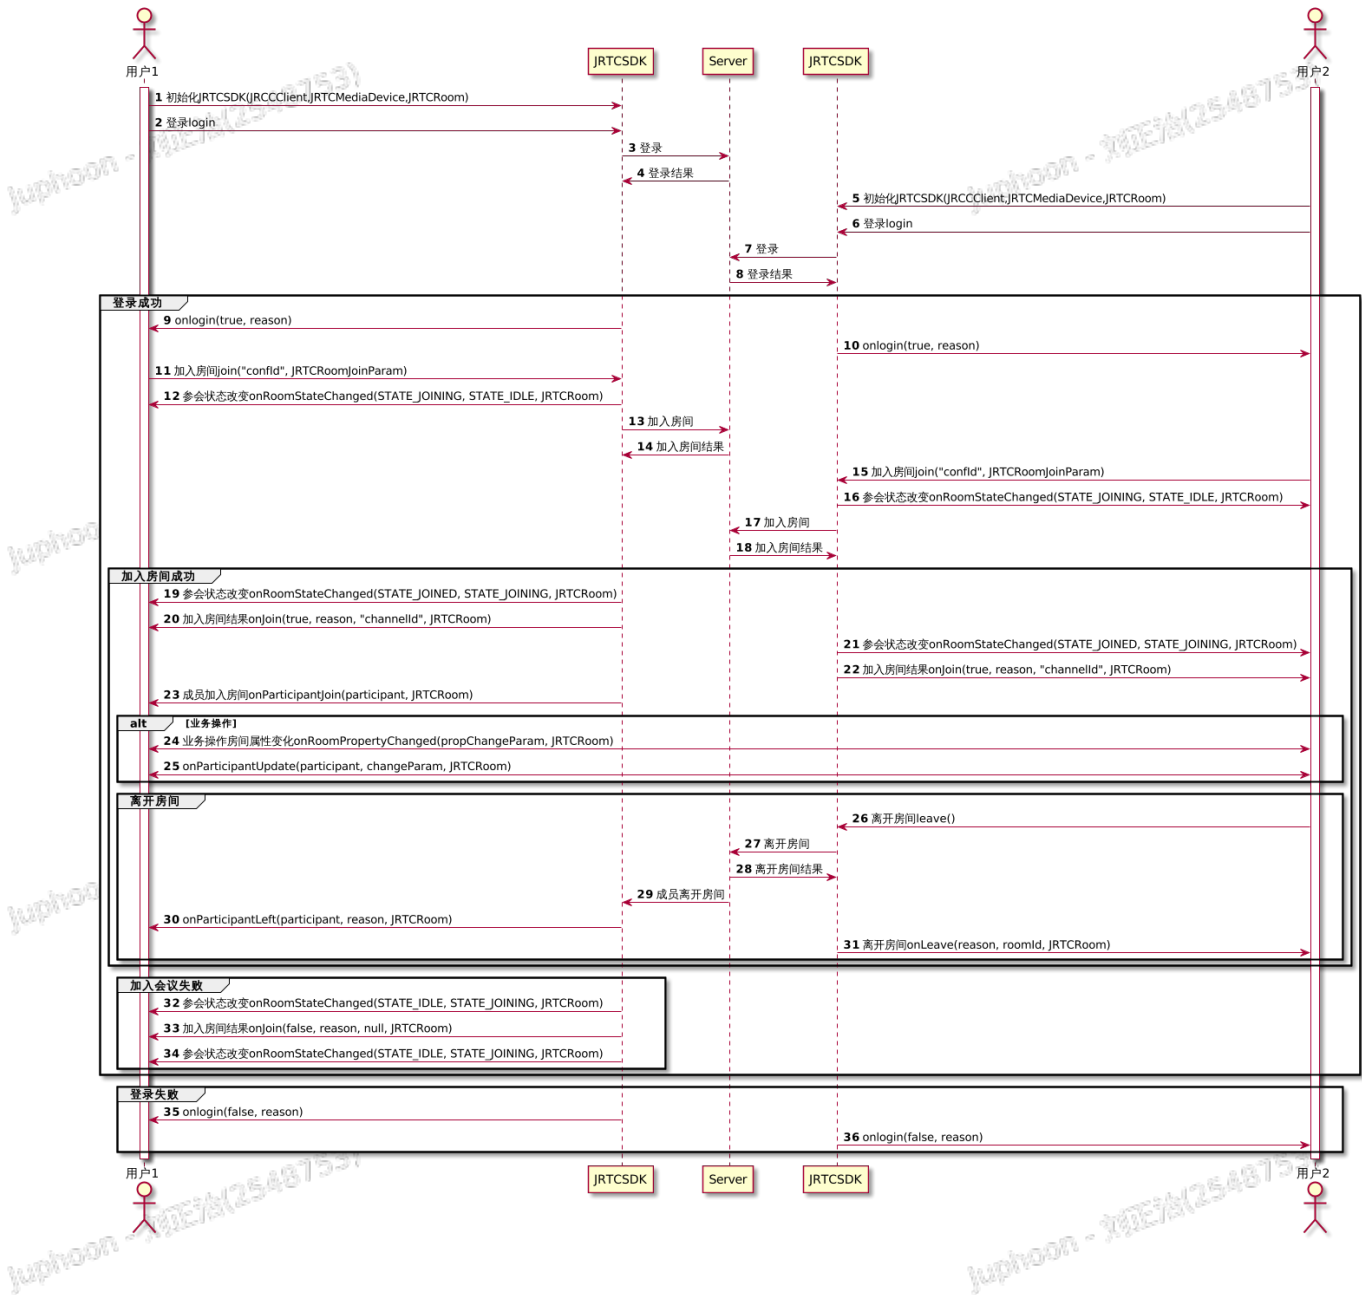 用户1
JRTCSDK
Server
JRTCSDK
用户2
1 初始化JRTCSDK(JRCCClient,JRTCMediaDevice,JRTCRoom)
2 登录login
3 登录
4 登录结果
5 初始化JRTCSDK(JRCCClient,JRTCMediaDevice,JRTCRoom)
6 登录login
7 登录
8 登录结果
登录成功
9 onlogin(true, reason)
10 onlogin(true, reason)
11 加入房间join("confId", JRTCRoomJoinParam)
12 参会状态改变onRoomStateChanged(STATE_JOINING, STATE_IDLE, JRTCRoom)
13 加入房间
14 加入房间结果
15 加入房间join("confId", JRTCRoomJoinParam)
16 参会状态改变onRoomStateChanged(STATE_JOINING, STATE_IDLE, JRTCRoom)
17 加入房间
18 加入房间结果
加入房间成功
19 参会状态改变onRoomStateChanged(STATE_JOINED, STATE_JOINING, JRTCRoom)
20 加入房间结果onJoin(true, reason, "channelId", JRTCRoom)
21 参会状态改变onRoomStateChanged(STATE_JOINED, STATE_JOINING, JRTCRoom)
22 加入房间结果onJoin(true, reason, "channelId", JRTCRoom)
23 成员加入房间onParticipantJoin(participant, JRTCRoom)
alt [业务操作]
24 业务操作房间属性变化onRoomPropertyChanged(propChangeParam, JRTCRoom)
25 onParticipantUpdate(participant, changeParam, JRTCRoom)
离开房间
26 离开房间leave()
27 离开房间
28 离开房间结果
29 成员离开房间
30 onParticipantLeft(participant, reason, JRTCRoom)
31 离开房间onLeave(reason, roomId, JRTCRoom)
加入会议失败
32 参会状态改变onRoomStateChanged(STATE_IDLE, STATE_JOINING, JRTCRoom)
33 加入房间结果onJoin(false, reason, null, JRTCRoom)
34 参会状态改变onRoomStateChanged(STATE_IDLE, STATE_JOINING, JRTCRoom)
登录失败
35 onlogin(false, reason)
36 onlogin(false, reason)
用户1
JRTCSDK
Server
JRTCSDK
用户2